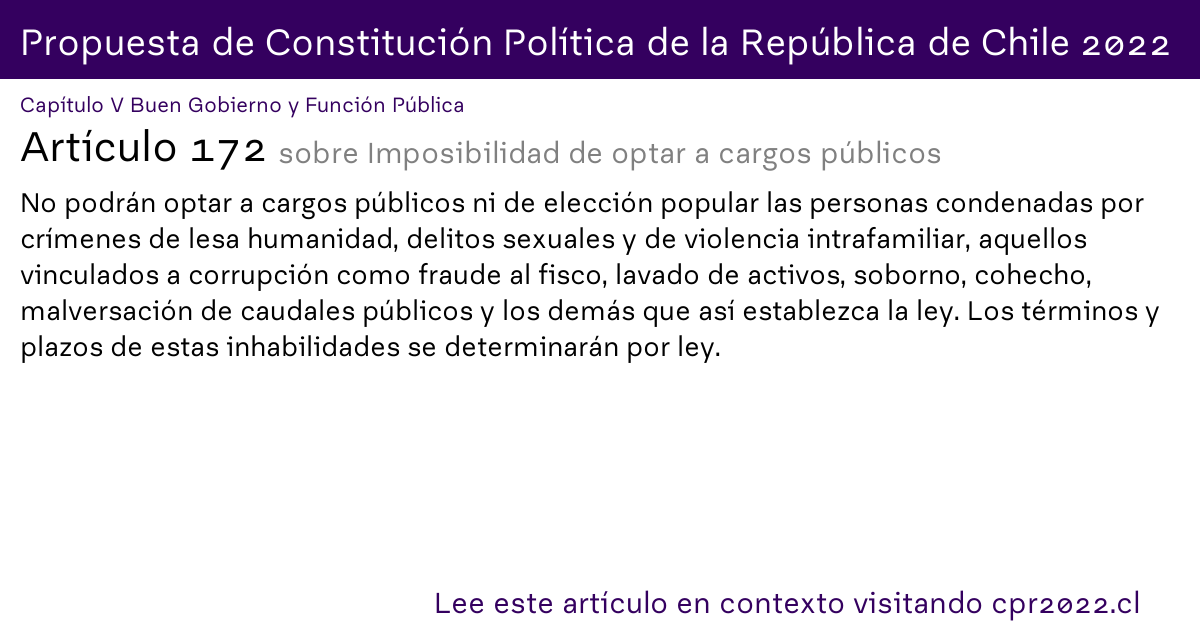 Propuesta de Constitución Política de la República de Chile 2022
Capítulo V Buen Gobierno y Función Pública
Artículo 172 sobre Imposibilidad de optar a cargos públicos
No podrán optar a cargos públicos ni de elección popular las personas condenadas por
crímenes de lesa humanidad, delitos sexuales y de violencia intrafamiliar, aquellos
vinculados a corrupción como fraude al fisco, lavado de activos, soborno, cohecho,
malversación de caudales públicos y los demás que así establezca la ley. Los términos y
plazos de estas inhabilidades se determinarán por ley.
Lee este artículo en contexto visitando cpr2022.cl